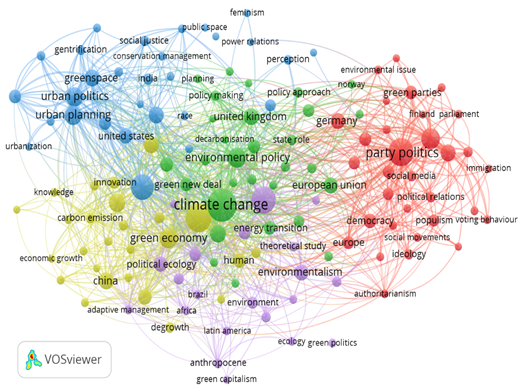 feminism
public space
social justice
power relations
gentrification
conservation management
perception
environmental issue
greenspace
india
planning
norway
urban politics
policy making
policy approach
green parties
urban planning
race
united kingdom
germany
finland
parliament
united states
decarbonisation
state role
urbanization
environmental policy
party politics
immigration
social media
innovation
green new deal
european union
knowledge
political relations
climate change
carbon emission
energy transition
democracy
populism
voting behaviour
green economy
theoretical study
europe
social movements
economic growth
political ecology
human
ideology
environmentalism
china
brazil
authoritarianism
adaptive management
africa
environment
degrowth
latin america
ecology
green politics
anthropocene
green capitalism
VOSviewer